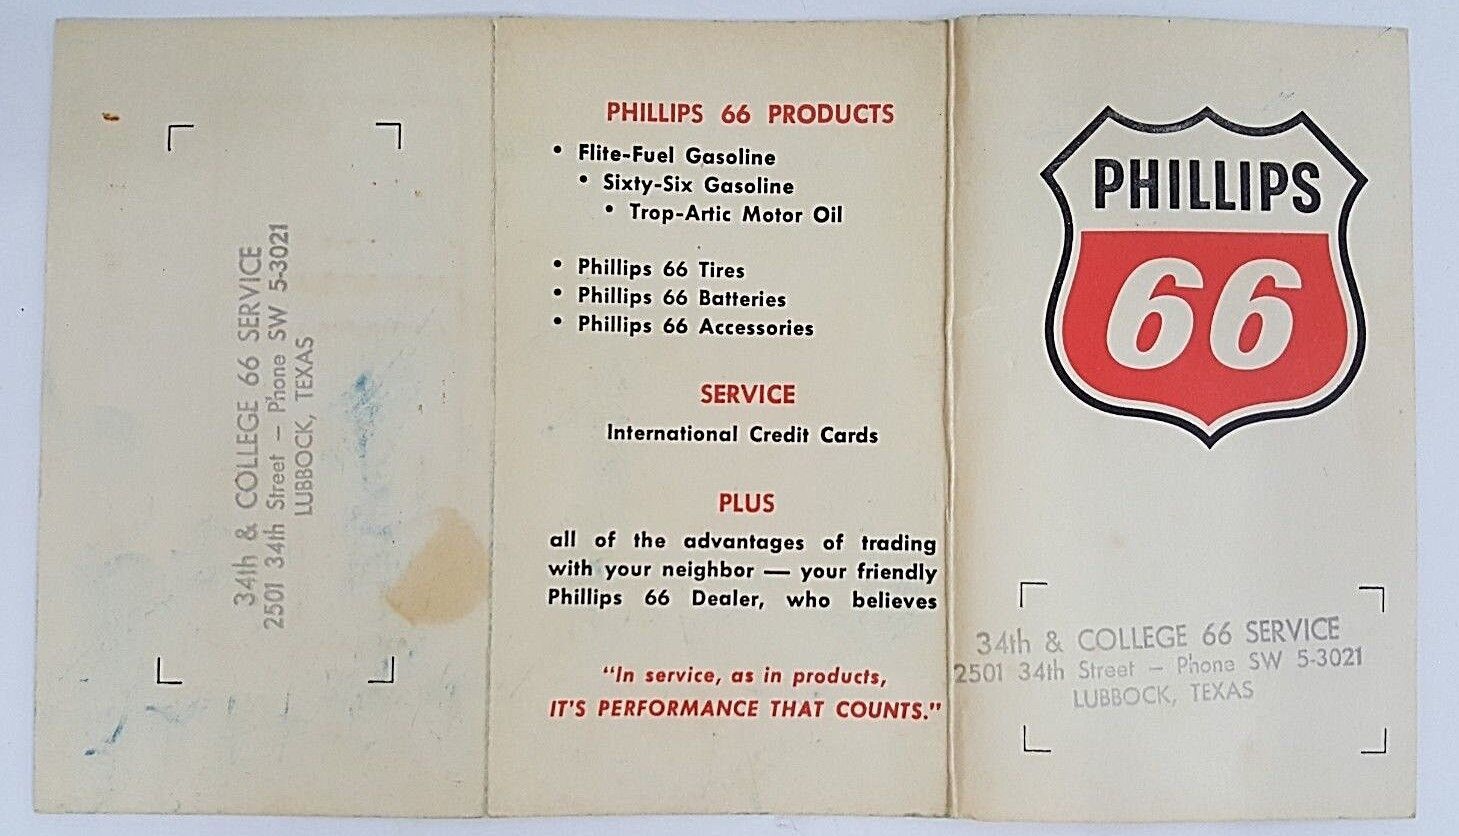 34th & COLLEGE 66 SERVICE
2501 34th Street – Phone SW 5-3021
LUBBOCK, TEXAS
PHILLIPS 66 PRODUCTS
• Flite-Fuel Gasoline
• Sixty-Six Gasoline
• Trop-Artic Motor Oil
• Phillips 66 Tires
• Phillips 66 Batteries
• Phillips 66 Accessories
SERVICE
International Credit Cards
PLUS
all of the advantages of trading
with your neighbor — your friendly
Phillips 66 Dealer, who believes
"In service, as in products,
IT'S PERFORMANCE THAT COUNTS."
PHILLIPS
66
34th & COLLEGE 66 SERVICE
2501 34th Street – Phone SW 5-3021
LUBBOCK, TEXAS